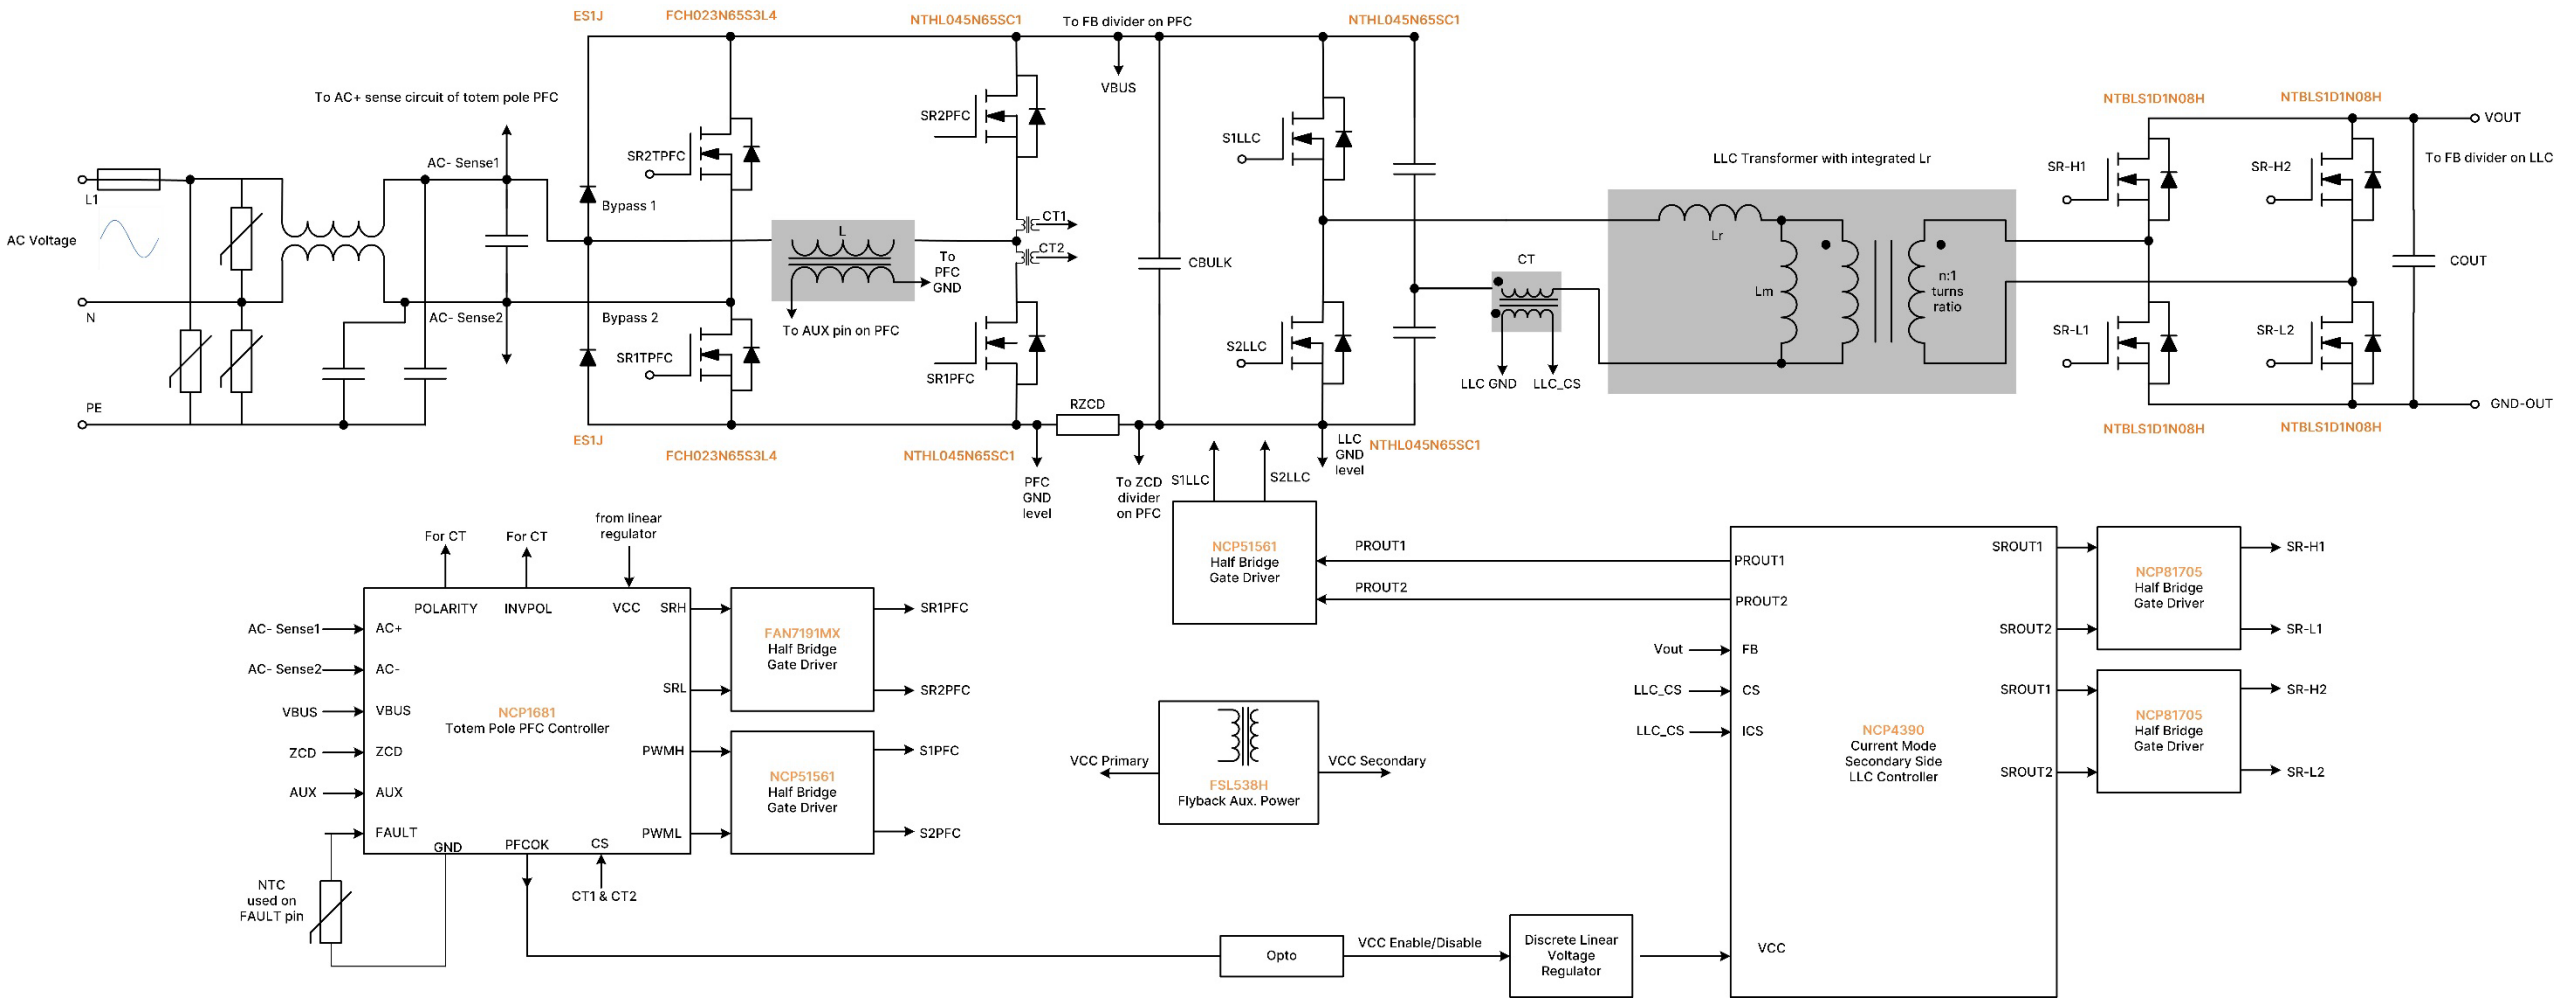 ES1J
FCH023N65S3L4
NTHL045N65SC1
To FB divider on PFC
NTHL045N65SC1
VBUS
To AC+ sense circuit of totem pole PFC
NTBLS1D1N08H
NTBLS1D1N08H
VOUT
SR2PFC
SR2TPFC
S1LLC
AC- Sense1
LLC Transformer with integrated Lr
To FB divider on LLC
SR-H1
SR-H2
L1
Bypass 1
CT1
CT2
L
AC Voltage
To
PFC
GND
CBULK
CT
Lr
Lm
n:1
turns
ratio
COUT
N
AC- Sense2
Bypass 2
To AUX pin on PFC
SR1TPFC
SR1PFC
S2LLC
SR-L1
SR-L2
LLC GND
LLC_CS
PE
RZCD
GND-OUT
ES1J
FCH023N65S3L4
NTHL045N65SC1
LLC
GND
level
NTHL045N65SC1
NTBLS1D1N08H
NTBLS1D1N08H
PFC
GND
level
To ZCD
divider
on PFC
S1LLC
S2LLC
For CT
For CT
from linear
regulator
NCP51561
Half Bridge
Gate Driver
PROUT1
PROUT2
PROUT1
PROUT2
SROUT1
SROUT2
NCP81705
Half Bridge
Gate Driver
SR-H1
SR-L1
POLARITY
INVPOL
VCC
SRH
SRL
FAN7191MX
Half Bridge
Gate Driver
SR1PFC
SR2PFC
AC- Sense1
AC+
AC- Sense2
AC-
VBUS
VBUS
ZCD
ZCD
AUX
AUX
FAULT
NCP1681
Totem Pole PFC Controller
PWMH
PWML
NCP51561
Half Bridge
Gate Driver
S1PFC
S2PFC
GND
PFCOK
CS
CT1 & CT2
NTC
used on
FAULT pin
VCC Primary
FSL538H
Flyback Aux. Power
VCC Secondary
Vout
FB
LLC_CS
CS
LLC_CS
ICS
NCP4390
Current Mode
Secondary Side
LLC Controller
SROUT1
SROUT2
NCP81705
Half Bridge
Gate Driver
SR-H2
SR-L2
Opto
VCC Enable/Disable
Discrete Linear
Voltage
Regulator
VCC